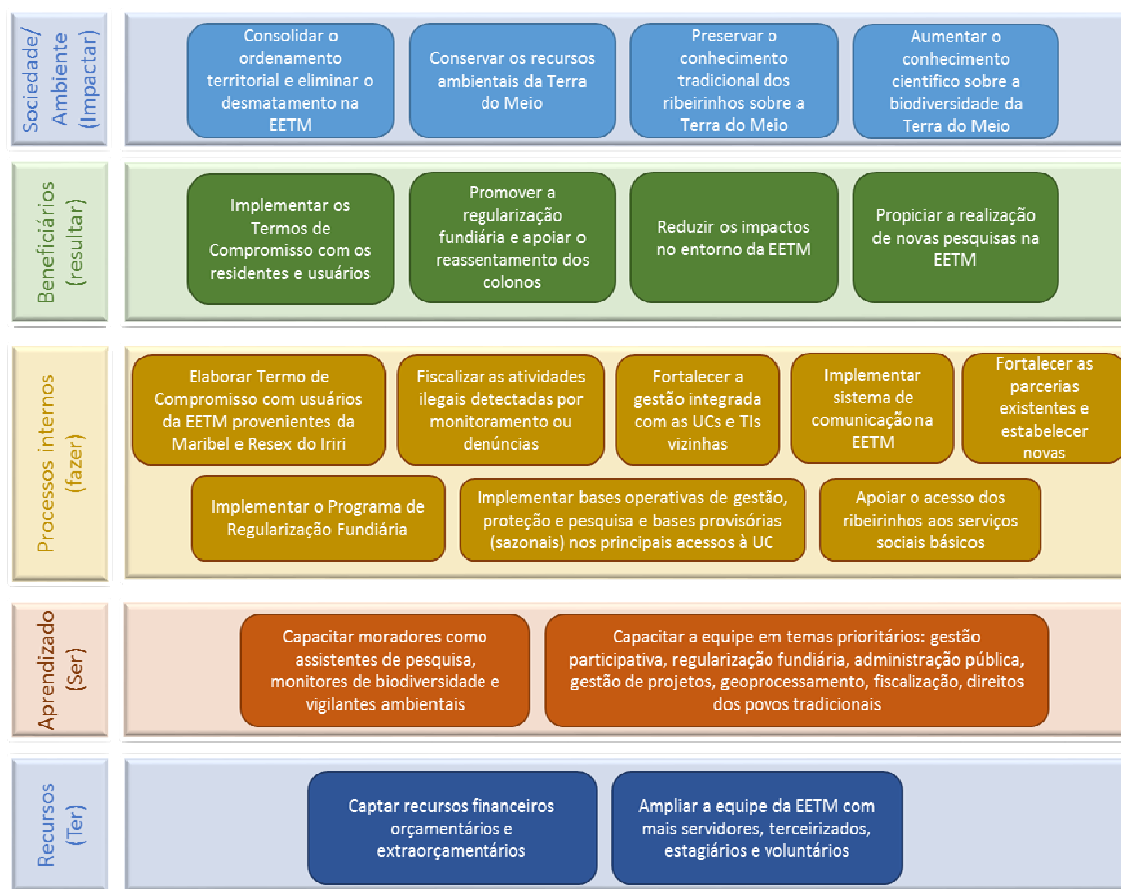 Sociedade/
Ambiente
(Impactar)
Consolidar o
ordenamento
territorial e eliminar o
desmatamento na
EETM
Conservar os recursos
ambientais da Terra
do Meio
Preservar o
conhecimento
tradicional dos
ribeirinhos sobre a
Terra do Meio
Aumentar o
conhecimento
cientifico sobre a
biodiversidade da
Terra do Meio
Beneficiários
(resultar)
Implementar os
Termos de
Compromisso com os
residentes e usuários
Promover a
regularização
fundiária e apoiar o
reassentamento dos
colonos
Reduzir os impactos
no entorno da EETM
Propiciar a realização
de novas pesquisas na
EETM
Processos internos
(fazer)
Elaborar Termo de
Compromisso com usuários
da EETM provenientes da
Maribel e Resex do Iriri
Fiscalizar as atividades
ilegais detectadas por
monitoramento ou
denúncias
Fortalecer a
gestão integrada
com as UCs e TIs
vizinhas
Implementar
sistema de
comunicação na
EETM
Fortalecer as
parcerias
existentes e
estabelecer
novas
Implementar o Programa de
Regularização Fundiária
Implementar bases operativas de gestão,
proteção e pesquisa e bases provisórias
(sazonais) nos principais acessos à UC
Apoiar o acesso dos
ribeirinhos aos serviços
sociais básicos
Aprendizado
(Ser)
Capacitar moradores como
assistentes de pesquisa,
monitores de biodiversidade e
vigilantes ambientais
Capacitar a equipe em temas prioritários: gestão
participativa, regularização fundiária, administração pública,
gestão de projetos, geoprocessamento, fiscalização, direitos
dos povos tradicionais
Recursos
(Ter)
Captar recursos financeiros
orçamentários e
extraorçamentários
Ampliar a equipe da EETM com
mais servidores, terceirizados,
estagiários e voluntários